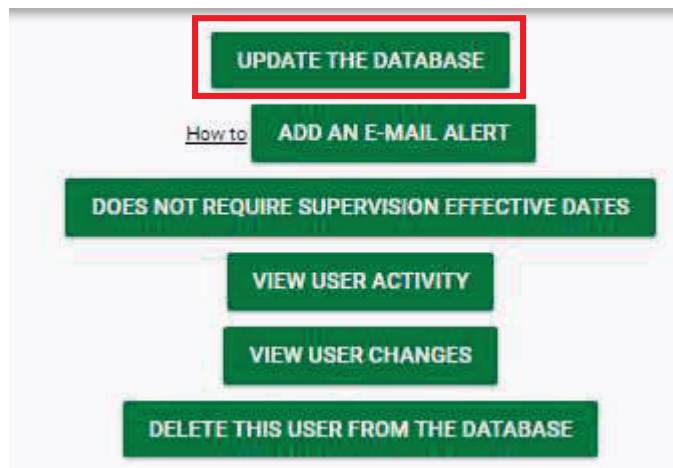 UPDATE THE DATABASE
How to ADD AN E-MAIL ALERT
DOES NOT REQUIRE SUPERVISION EFFECTIVE DATES
VIEW USER ACTIVITY
VIEW USER CHANGES
DELETE THIS USER FROM THE DATABASE